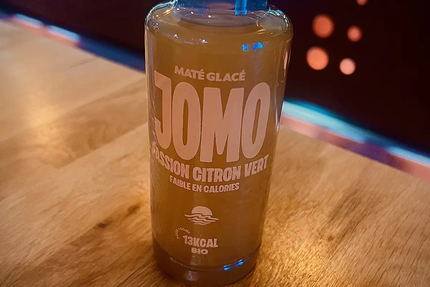 MATÉ GLACÉ
JOMO
PASSION CITRON VERT
FAIBLE EN CALORIES
13KCAL
BIO